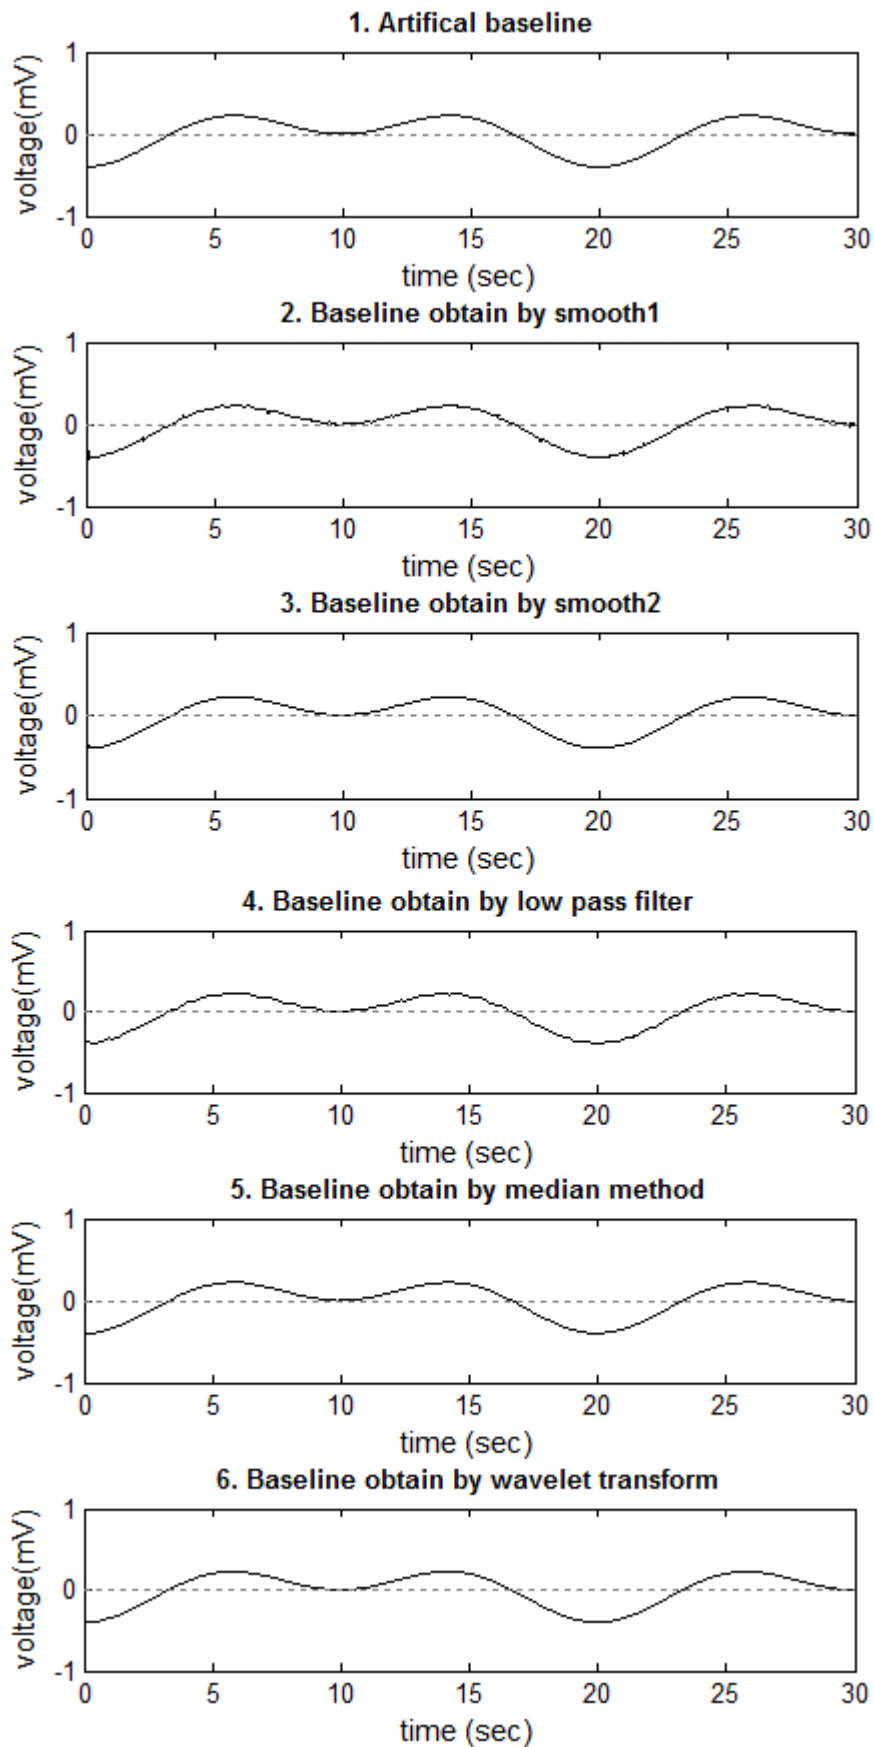 1. Artifical baseline
1
0
-1
voltage(mV)
0 5 10 15 20 25 30
time (sec)
2. Baseline obtain by smooth1
1
0
-1
voltage(mV)
0 5 10 15 20 25 30
time (sec)
3. Baseline obtain by smooth2
1
0
-1
voltage(mV)
0 5 10 15 20 25 30
time (sec)
4. Baseline obtain by low pass filter
1
0
-1
voltage(mV)
0 5 10 15 20 25 30
time (sec)
5. Baseline obtain by median method
1
0
-1
voltage(mV)
0 5 10 15 20 25 30
time (sec)
6. Baseline obtain by wavelet transform
1
0
-1
voltage(mV)
0 5 10 15 20 25 30
time (sec)